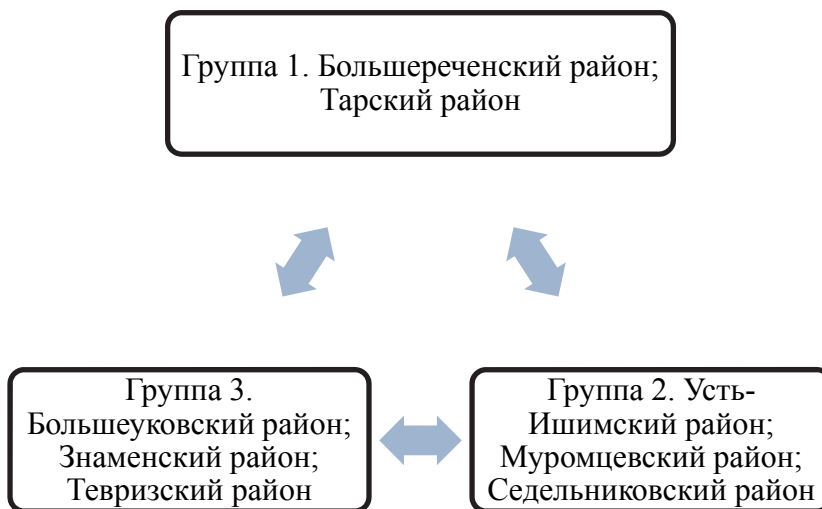 Группа 1. Большереченский район;
Тарский район
Группа 3.
Большеуковский район;
Знаменский район;
Тевризский район
Группа 2. Усть-
Ишимский район;
Муромцевский район;
Седельниковский район